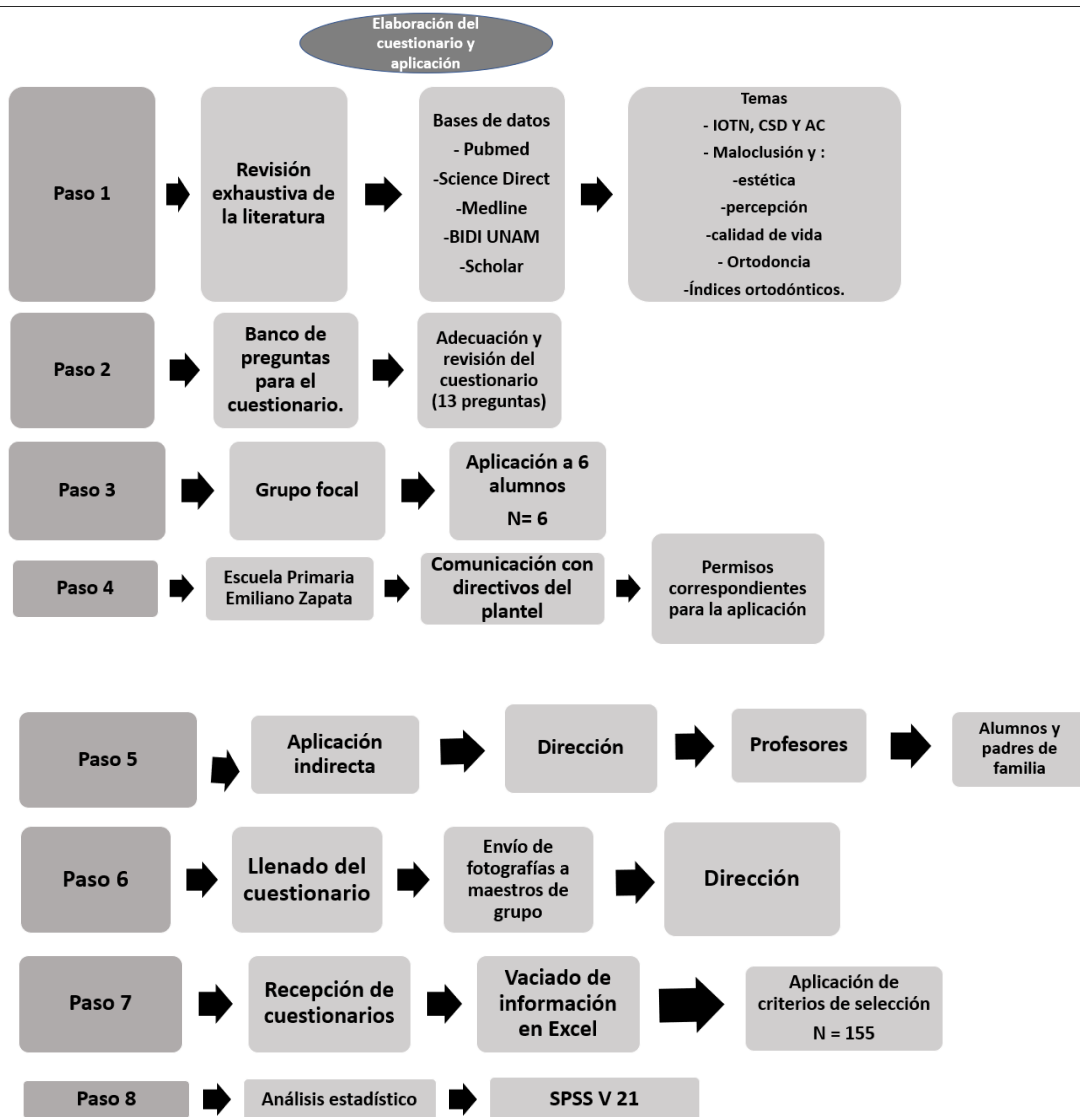 Elaboración del
cuestionario y
aplicación
Paso 1
Revisión
exhaustiva de
la literatura
Bases de datos
- Pubmed
-Science Direct
-Medline
-BIDI UNAM
-Scholar
Temas
- IOTN, CSD Y AC
- Maloclusión y :
-estética
-percepción
-calidad de vida
- Ortodoncia
-Índices ortodónticos.
Paso 2
Banco de
preguntas
para el
cuestionario.
Adecuación y
revisión del
cuestionario
(13 preguntas)
Paso 3
Grupo focal
Aplicación a 6
alumnos
N= 6
Paso 4
Escuela Primaria
Emiliano Zapata
Comunicación con
directivos del
plantel
Permisos
correspondientes
para la aplicación
Paso 5
Aplicación
indirecta
Dirección
Profesores
Alumnos y
padres de
familia
Paso 6
Llenado del
cuestionario
Envío de
fotografías a
maestros de
grupo
Dirección
Paso 7
Recepción de
cuestionarios
Vaciado de
información
en Excel
Aplicación de
criterios de selección
N = 155
Paso 8
Análisis estadístico
SPSS V 21